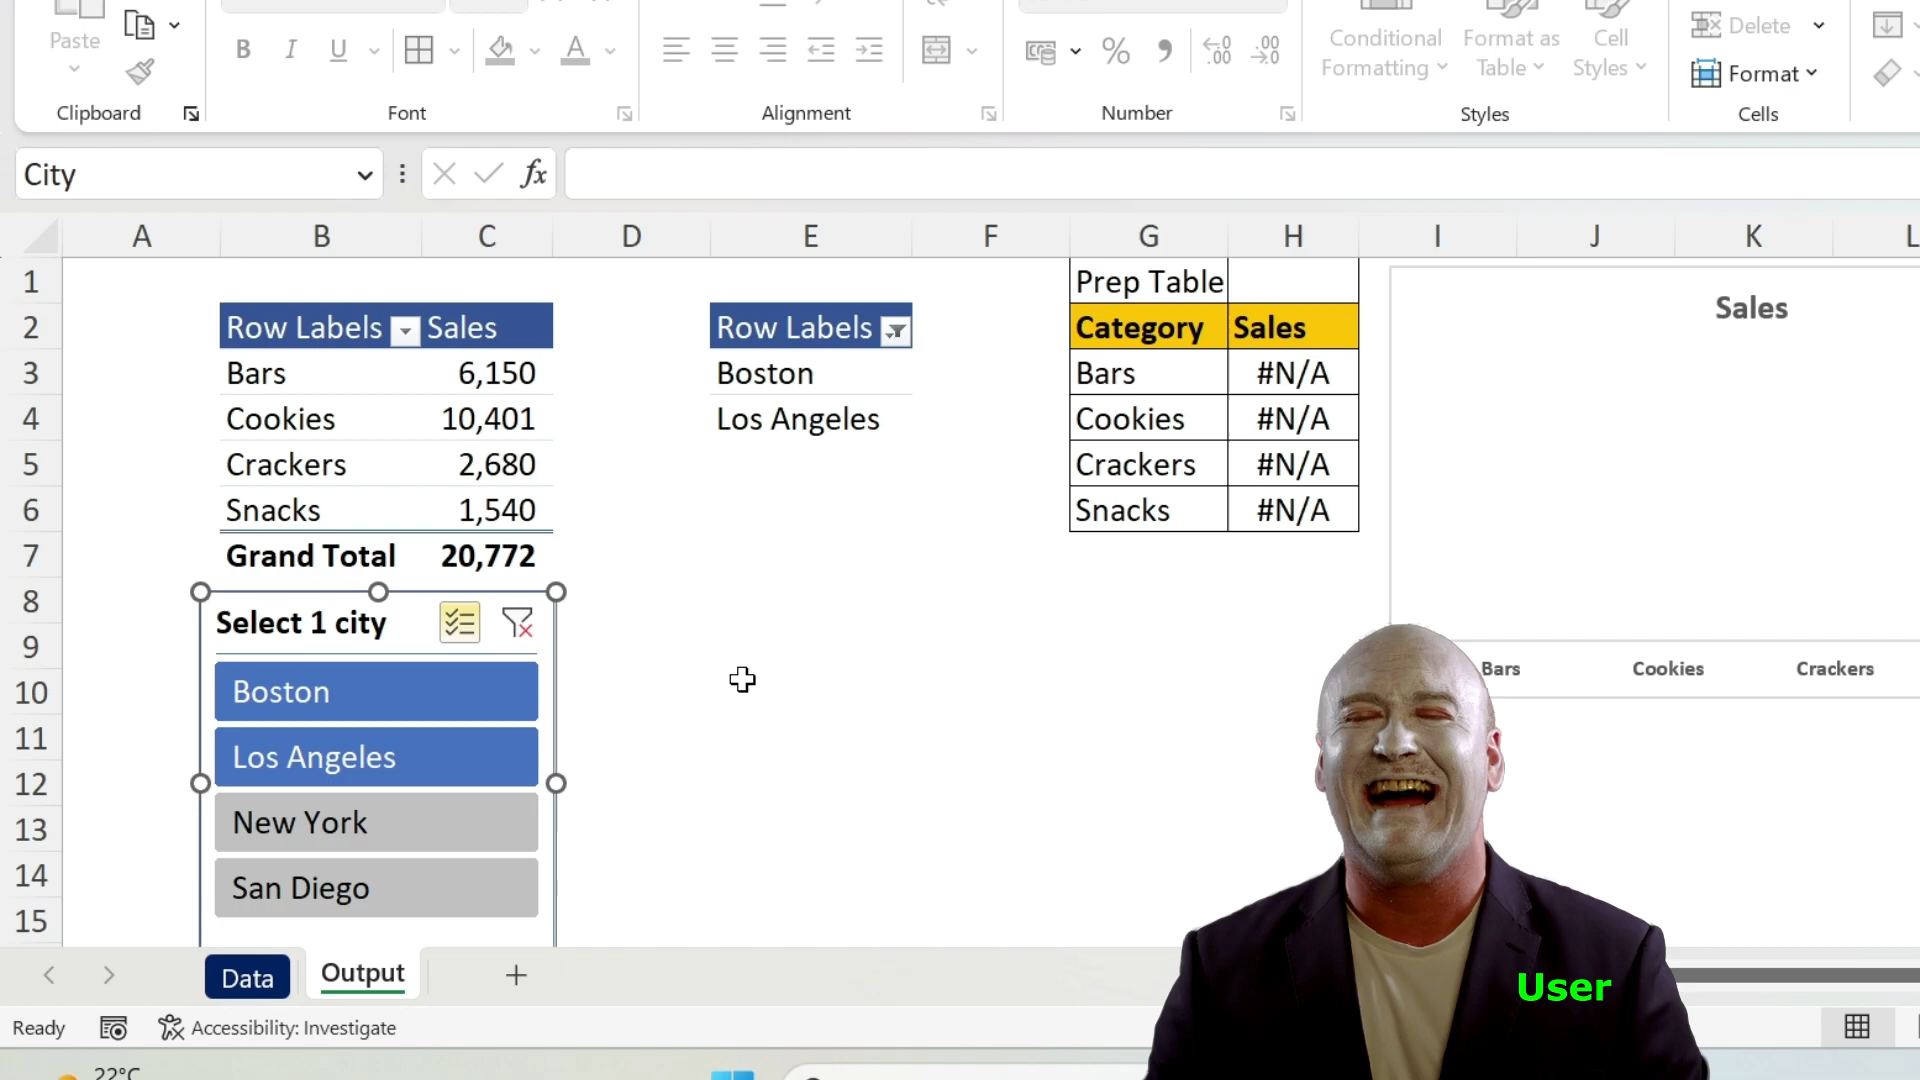 Paste
Conditional
Formatting
Format as
Table
Cell
Styles
Delete
Format
Clipboard
Font
Alignment
Number
Styles
Cells
City
fx
A B C D E F G H I J K L
1 Prep Table
2 Row Labels Sales Row Labels Category Sales
3 Bars 6,150 Boston Bars #N/A
4 Cookies 10,401 Los Angeles Cookies #N/A
5 Crackers 2,680 Crackers #N/A
6 Snacks 1,540 Snacks #N/A
7 Grand Total 20,772
8
9
10
11
12
13
14
15
Sales
Bars Cookies Crackers
Select 1 city
Boston
Los Angeles
New York
San Diego
User
Data Output
Ready Accessibility: Investigate
22°C